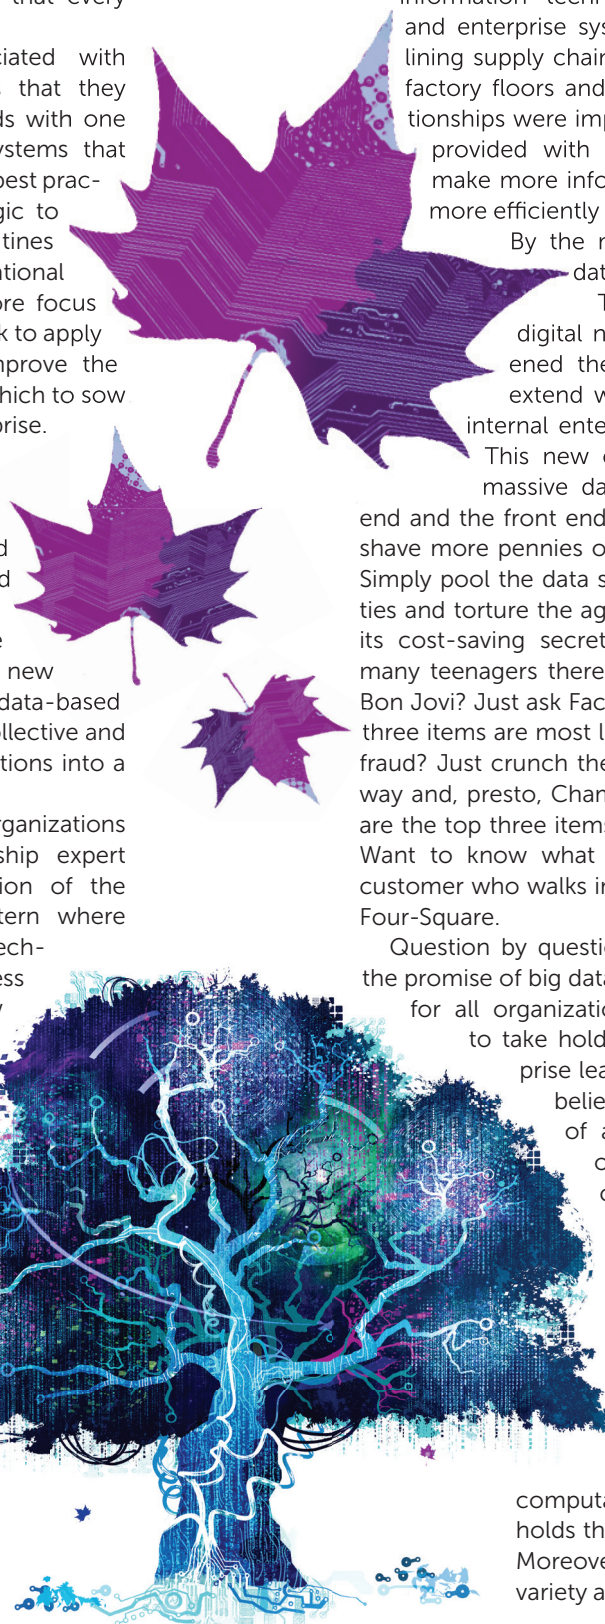 that every
ciated with
s that they
ds with one
ystems that
best prac-
gic to
tines
ational
ore focus
k to apply
mprove the
hich to sow
prise.
d
d
e
new
data-based
llective and
tions into a
rganizations
ship expert
ion of the
tern where
ech-
ess
y
information techn
and enterprise sys
lining supply chain
factory floors and
tionships were imp
provided with
make more info
more efficiently
By the n
dat
T
digital n
ened the
extend w
internal ente
This new
massive da
end and the front end
shave more pennies o
Simply pool the data s
ties and torture the ag
its cost-saving secret
many teenagers there
Bon Jovi? Just ask Fac
three items are most l
fraud? Just crunch the
way and, presto, Chan
are the top three items
Want to know what
customer who walks in
Four-Square.
Question by questio
the promise of big data
for all organizatio
to take hold
prise lea
belie
of a
computa
holds th
Moreove
variety a